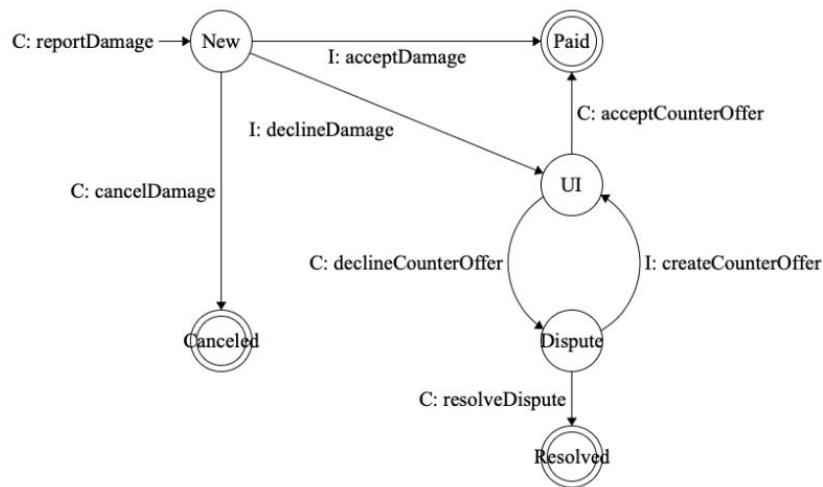 C: reportDamage
New
Paid
I: acceptDamage
C: acceptCounterOffer
I: declineDamage
UI
C: cancelDamage
C: declineCounterOffer
I: createCounterOffer
Canceled
Dispute
C: resolveDispute
Resolved